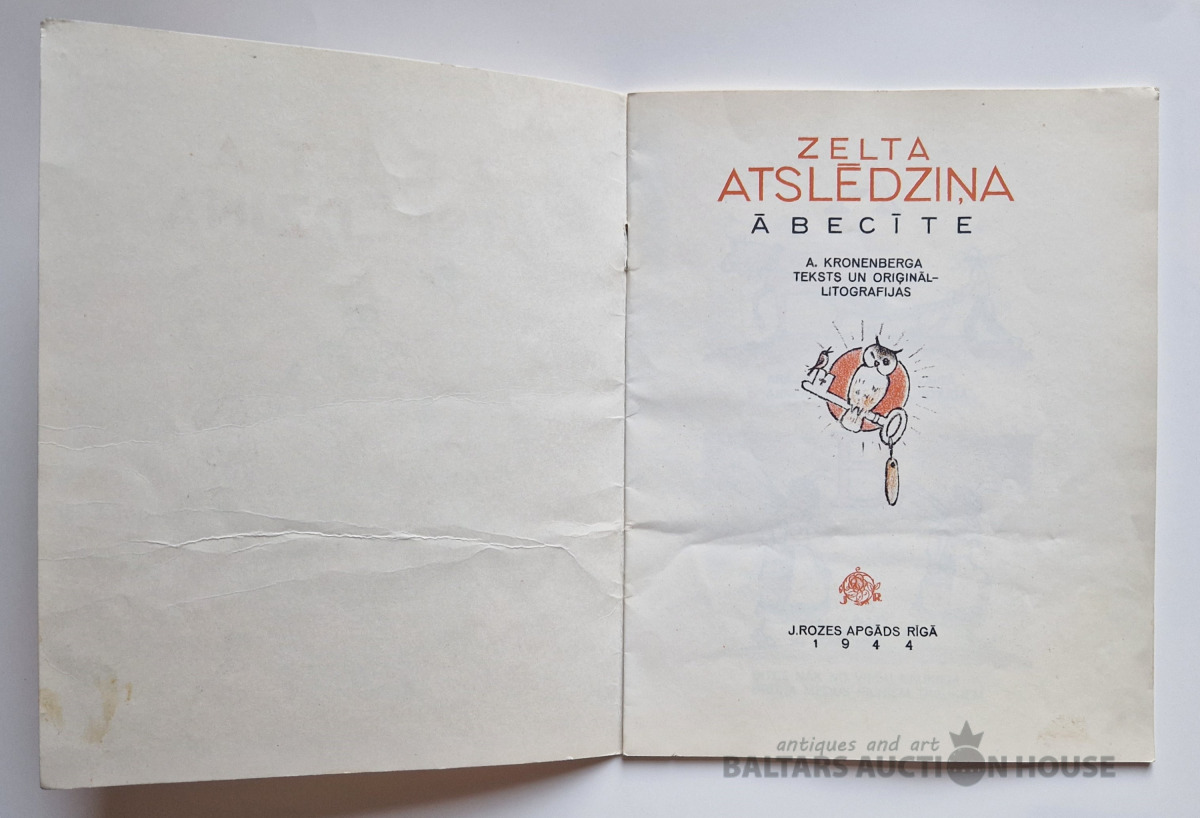 ZELTA
ATSLĒDZIŅA
ĀBECĪTE
A. KRONENBERGA
TEKSTS UN ORIĢINĀL-
LITOGRAFIJAS
J R
J. ROZES APGĀDS RĪGĀ
1944
antiques and art
BALTARS AUCTION HOUSE